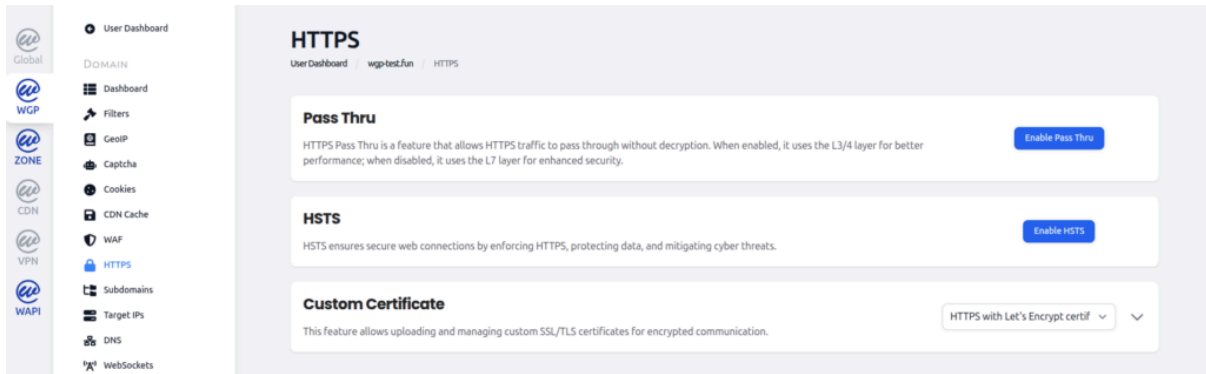 Global
WGP
ZONE
CDN
VPN
WAPI
User Dashboard
DOMAIN
Dashboard
Filters
GeoIP
Captcha
Cookies
CDN Cache
WAF
HTTPS
Subdomains
Target IPs
DNS
WebSockets
HTTPS
User Dashboard / wgp-test.fun / HTTPS
Pass Thru
HTTPS Pass Thru is a feature that allows HTTPS traffic to pass through without decryption. When enabled, it uses the L3/4 layer for better
performance; when disabled, it uses the L7 layer for enhanced security.
Enable Pass Thru
HSTS
HSTS ensures secure web connections by enforcing HTTPS, protecting data, and mitigating cyber threats.
Enable HSTS
Custom Certificate
This feature allows uploading and managing custom SSL/TLS certificates for encrypted communication.
HTTPS with Let's Encrypt certif